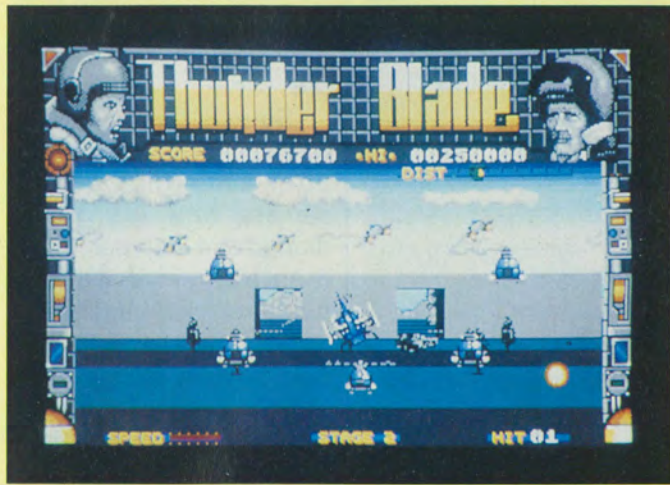 Thunder Blade
SCORE 00076700 •HI• 00250000
DIST
SPEED STAGE 2 HIT 01